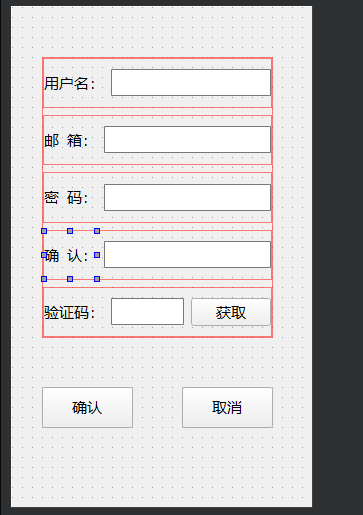 用户名：
邮 箱：
密 码：
确 认：
验证码： 获取
确认 取消